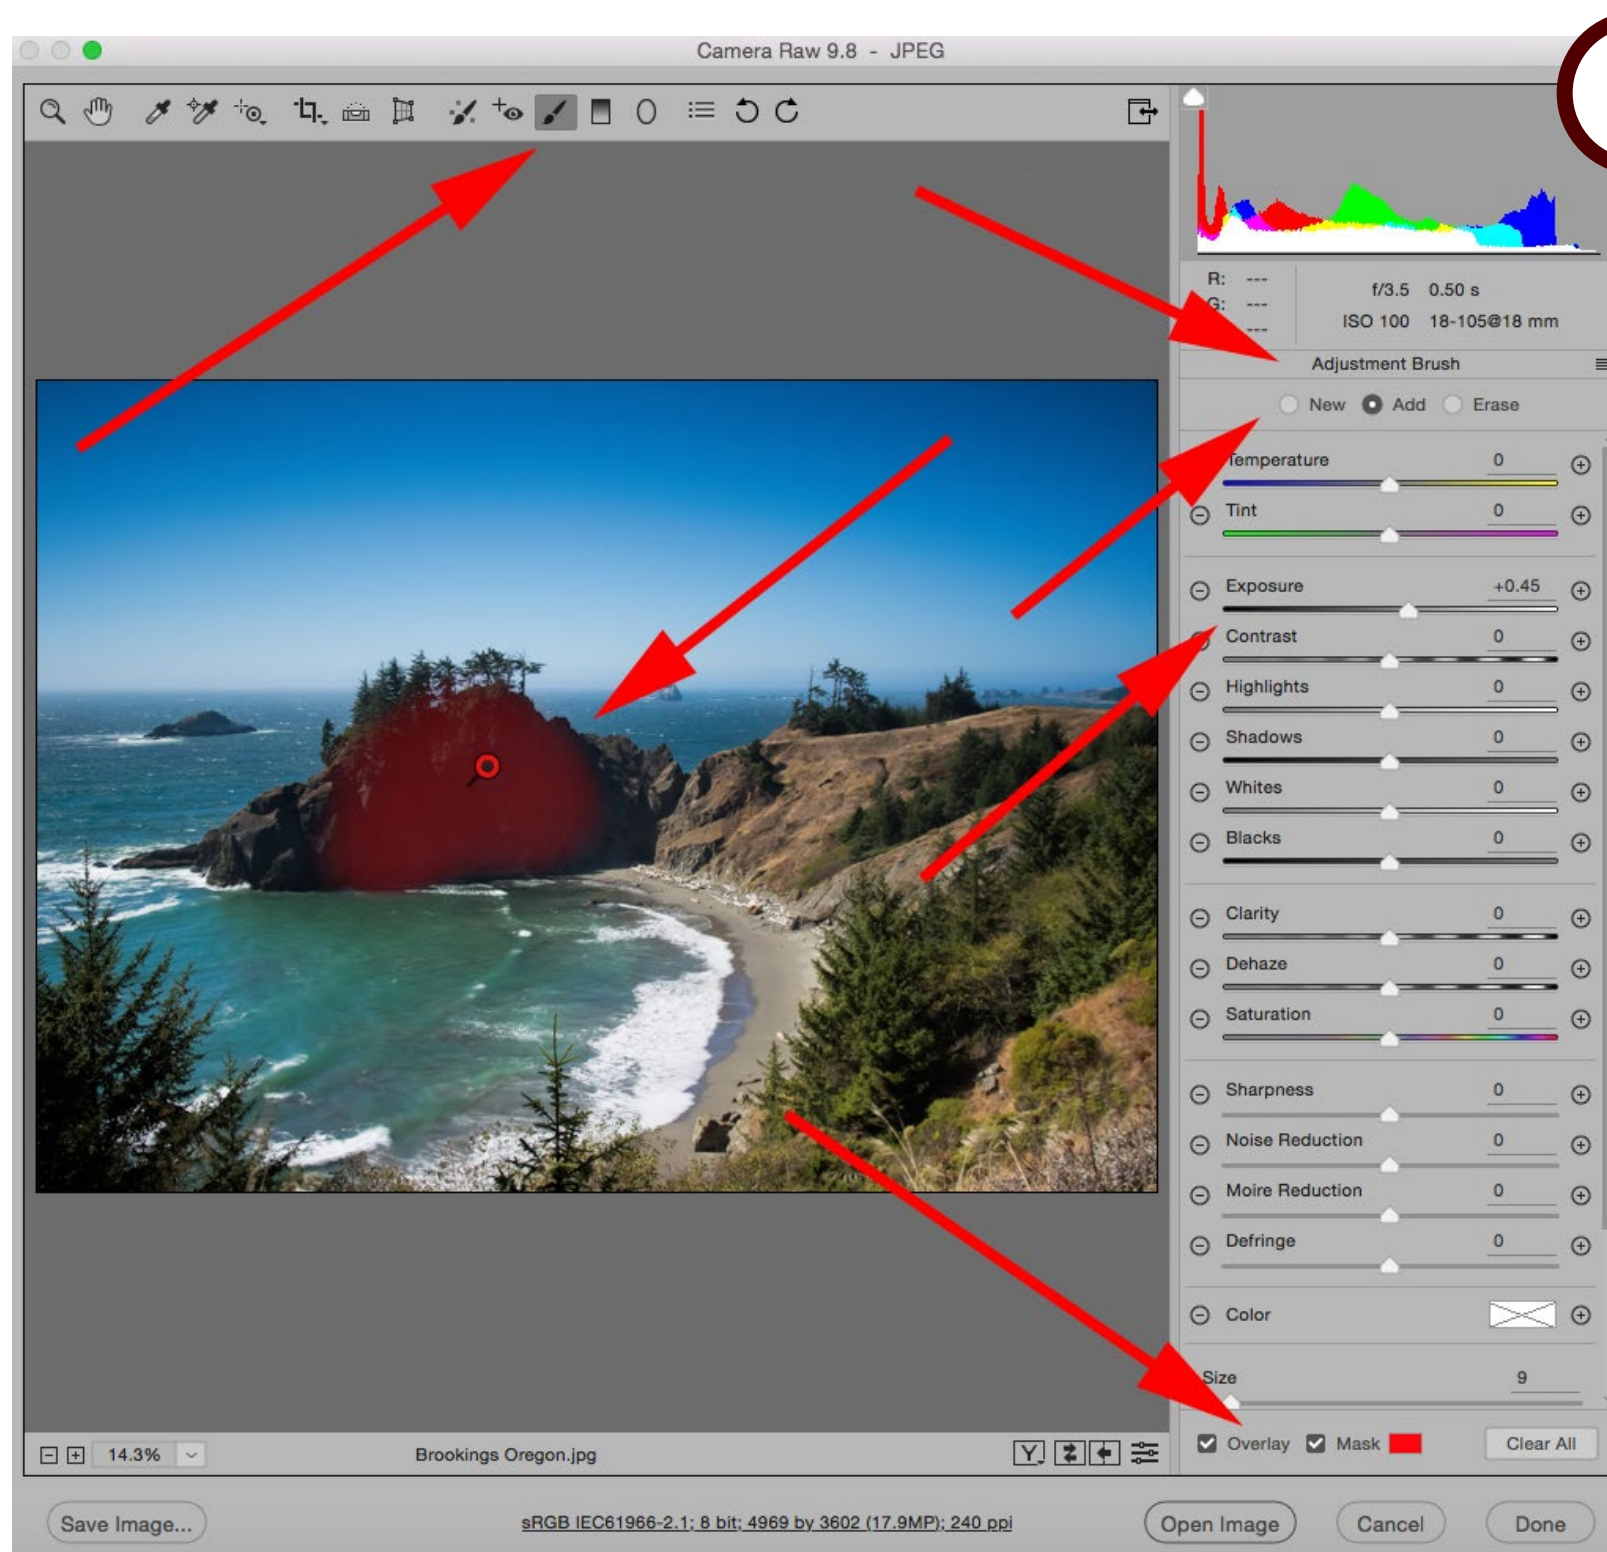 Camera Raw 9.8 - JPEG
R: ---
G: ---
---
f/3.5 0.50 s
ISO 100 18-105@18 mm
Adjustment Brush
New Add Erase
Temperature 0
Tint 0
Exposure +0.45
Contrast 0
Highlights 0
Shadows 0
Whites 0
Blacks 0
Clarity 0
Dehaze 0
Saturation 0
Sharpness 0
Noise Reduction 0
Moire Reduction 0
Defringe 0
Color
Size 9
Overlay Mask Clear All
14.3% Brookings Oregon.jpg Y
Save Image... sRGB IEC61966-2.1; 8 bit; 4969 by 3602 (17.9MP); 240 ppi Open Image Cancel Done